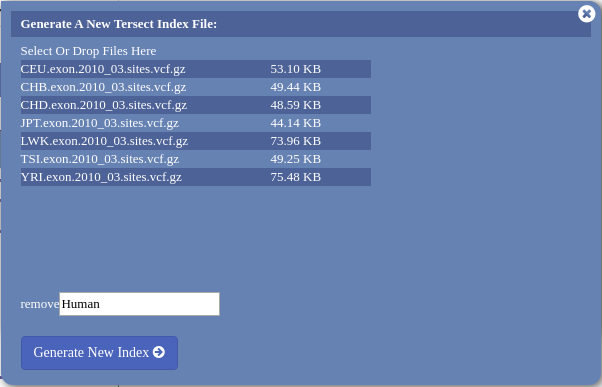 Generate A New Tersect Index File:
Select Or Drop Files Here
CEU.exon.2010_03.sites.vcf.gz 53.10 KB
CHB.exon.2010_03.sites.vcf.gz 49.44 KB
CHD.exon.2010_03.sites.vcf.gz 48.59 KB
JPT.exon.2010_03.sites.vcf.gz 44.14 KB
LWK.exon.2010_03.sites.vcf.gz 73.96 KB
TSI.exon.2010_03.sites.vcf.gz 49.25 KB
YRI.exon.2010_03.sites.vcf.gz 75.48 KB
remove Human
Generate New Index